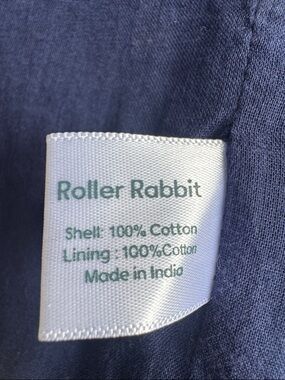 Roller Rabbit
Shell: 100% Cotton
Lining : 100%Cotton
Made in India